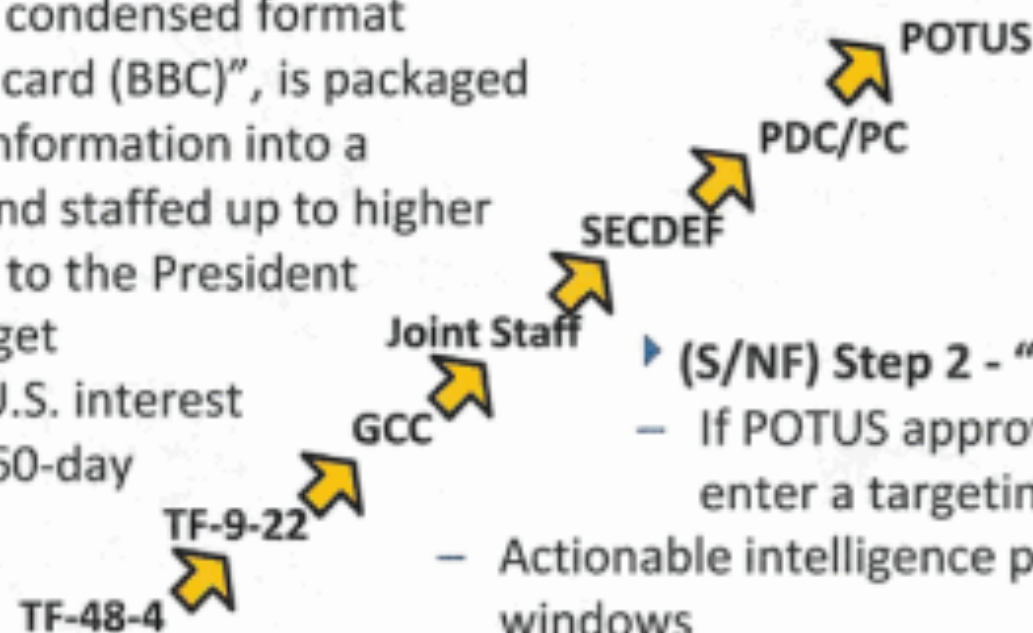 condensed format
card (BBC)”, is packaged
nformation into a
nd staffed up to higher
to the President
get
U.S. interest
60-day
POTUS
PDC/PC
SECDEF
Joint Staff
GCC
TF-9-22
TF-48-4
(S/NF) Step 2 - “
– If POTUS approv
enter a targetin
– Actionable intelligence p
windows